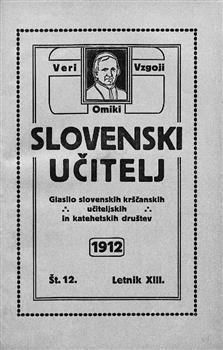 Veri Vzgoji
Omiki
SLOVENSKI
UČITELJ
Glasilo slovenskih krščanskih
učiteljskih
in katehetskih društev
1912
Št. 12. Letnik XIII.